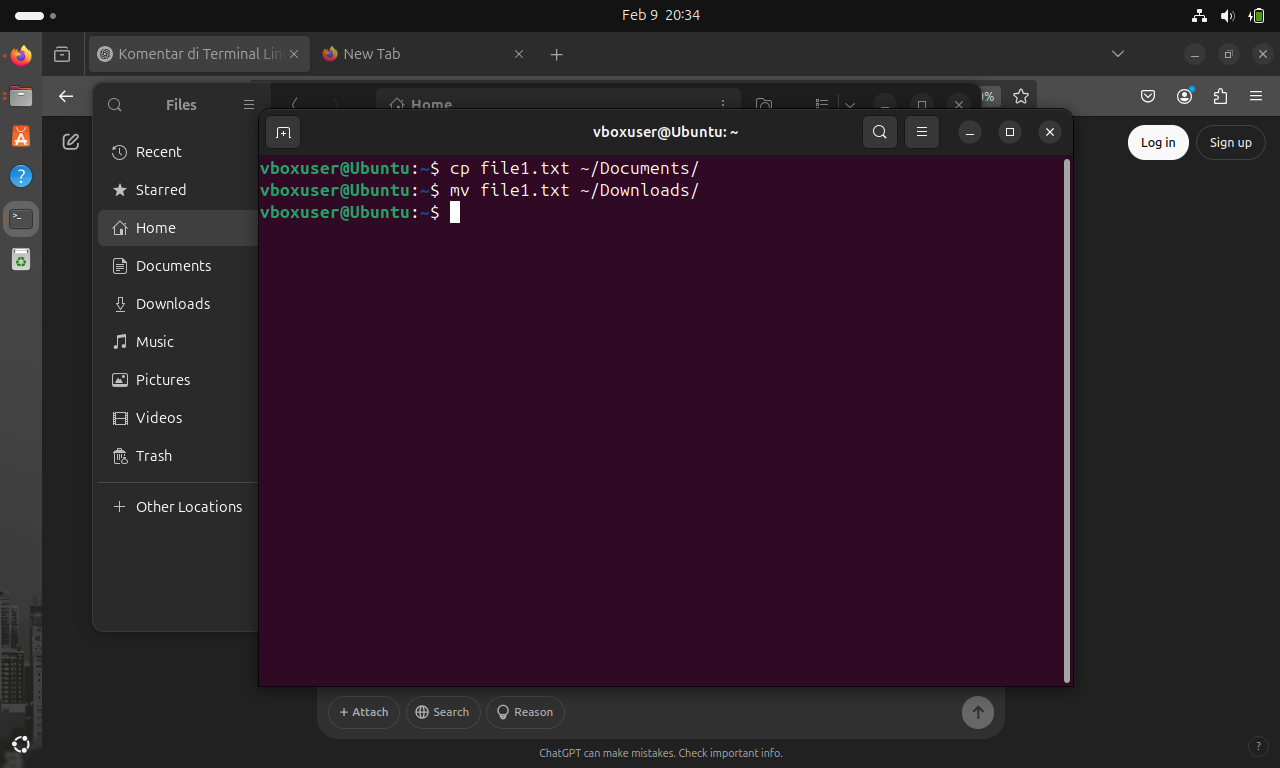 Feb 9 20:34
Komentar di Terminal Lin
New Tab
Files
Home
vboxuser@Ubuntu: ~
Log in
Sign up
Recent
Starred
Home
Documents
Downloads
Music
Pictures
Videos
Trash
Other Locations
vboxuser@Ubuntu:~$ cp file1.txt ~/Documents/
vboxuser@Ubuntu:~$ mv file1.txt ~/Downloads/
vboxuser@Ubuntu:~$
Attach
Search
Reason
ChatGPT can make mistakes. Check important info.
?